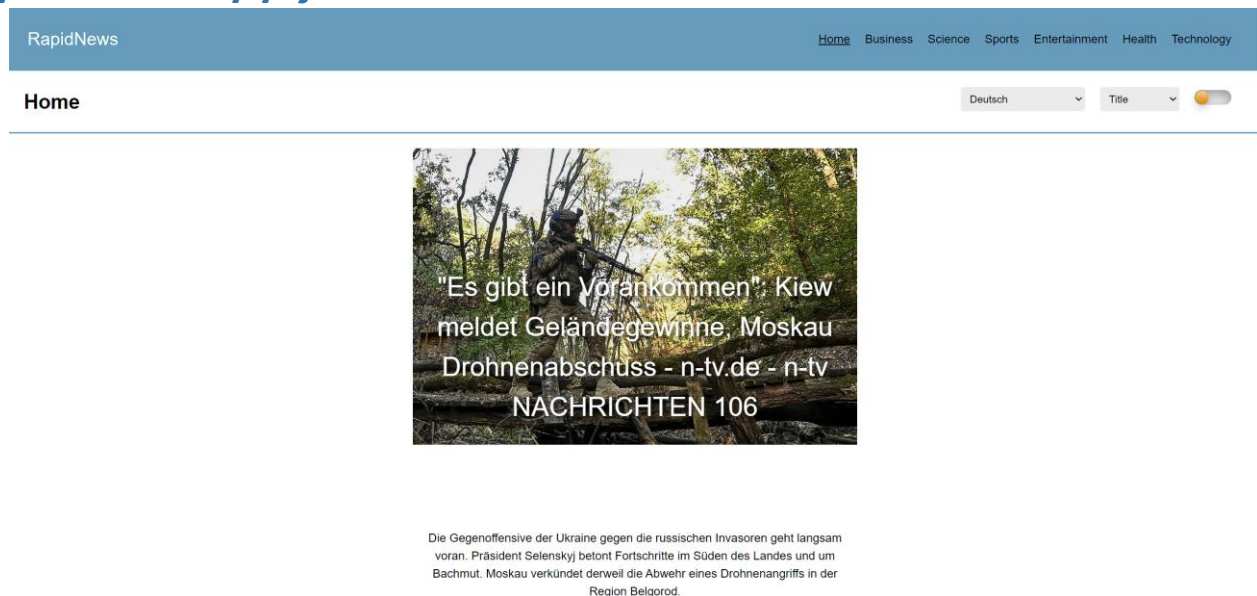 RapidNews
Home Business Science Sports Entertainment Health Technology
Home
Deutsch
Title
"Es gibt ein Vorankommen": Kiew
meldet Geländegewinne, Moskau
Drohnenabschuss - n-tv.de - n-tv
NACHRICHTEN 106
Die Gegenoffensive der Ukraine gegen die russischen Invasoren geht langsam
voran. Präsident Selenskyj betont Fortschritte im Süden des Landes und um
Bachmut. Moskau verkündet derweil die Abwehr eines Drohnenangriffs in der
Region Belgorod.